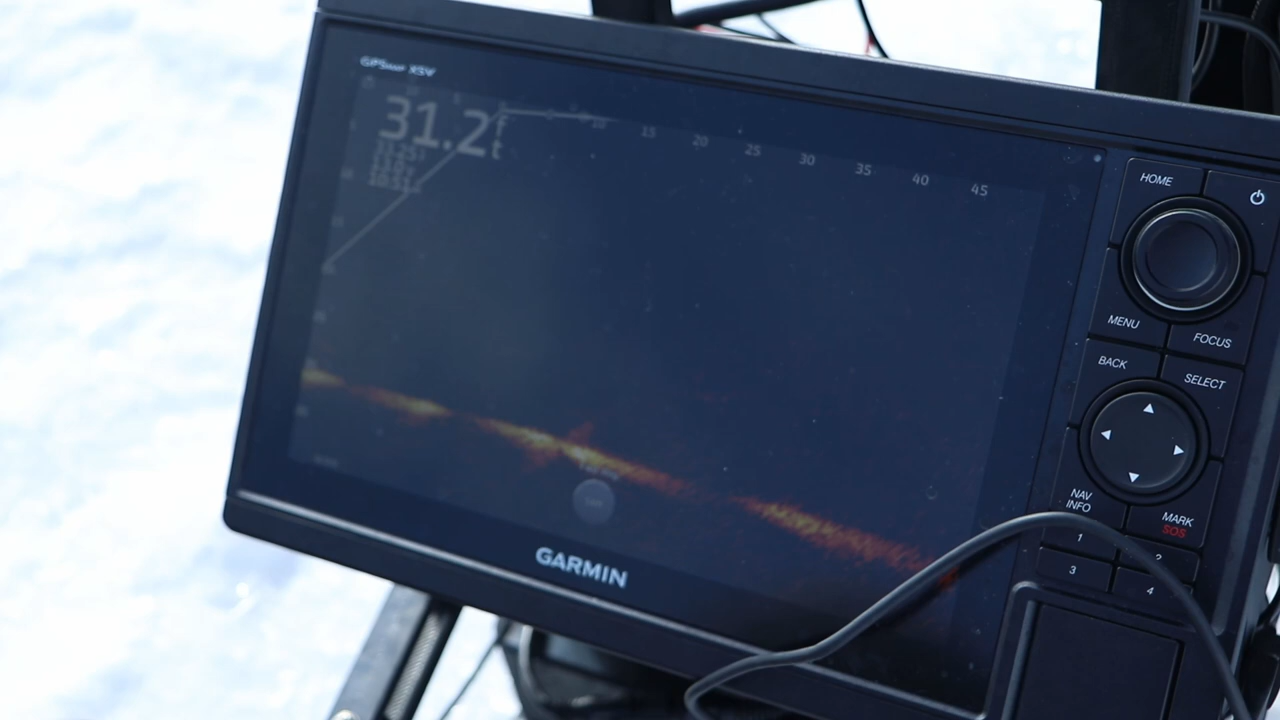 GPSMAP XSV
31.2 ft
10 15 20 25 30 35 40 45
GARMIN
HOME
MENU
FOCUS
BACK
SELECT
NAV INFO
MARK
SOS
1
2
3
4